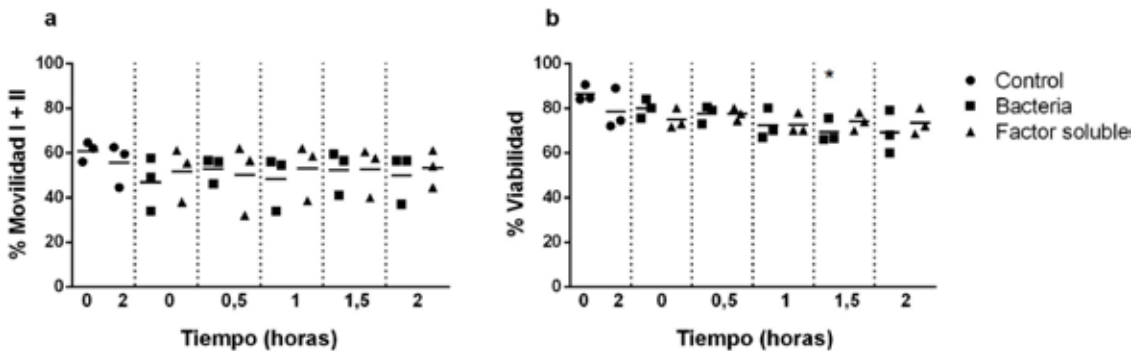 a
% Movilidad I + II
100
80
60
40
20
0
0 2 0 0,5 1 1,5 2
Tiempo (horas)
b
% Viabilidad
100
80
60
40
20
0
*
0 2 0 0,5 1 1,5 2
Tiempo (horas)
Control
Bacteria
Factor soluble